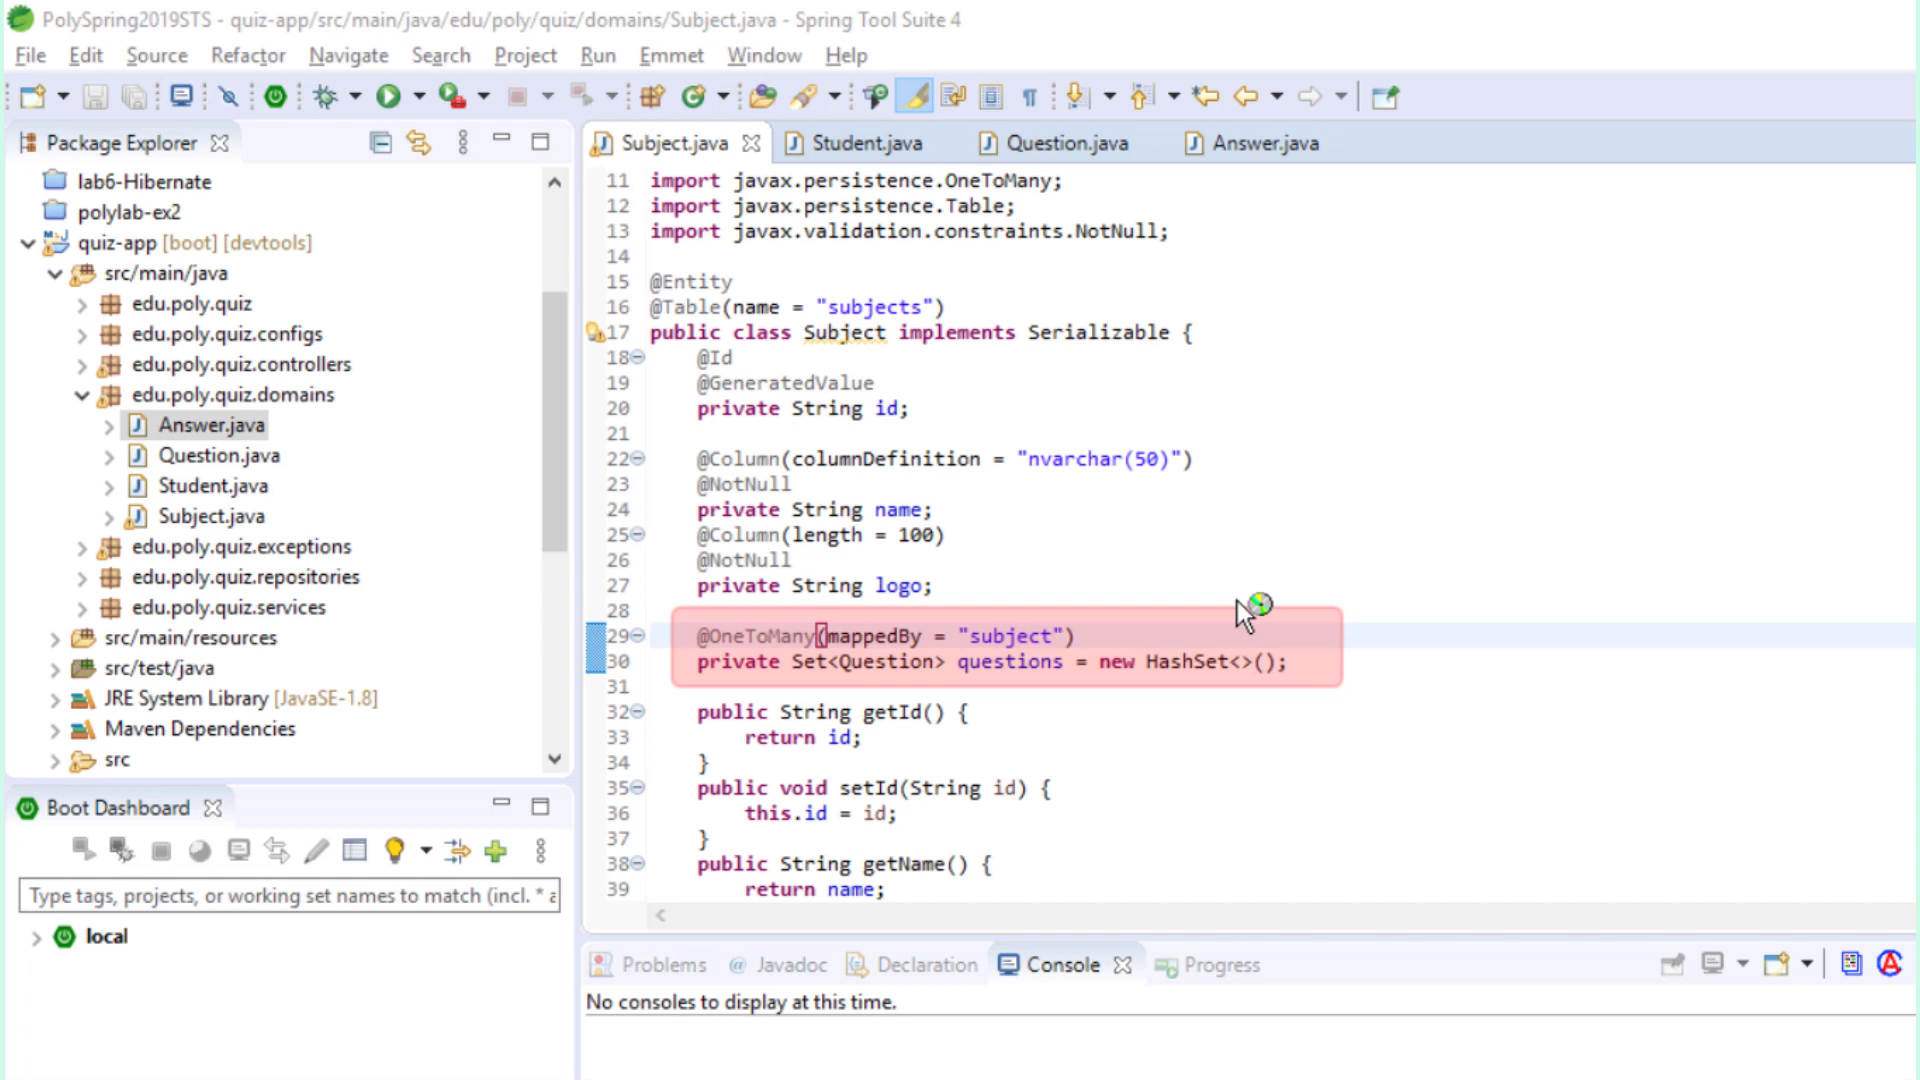 PolySpring2019STS - quiz-app/src/main/java/edu/poly/quiz/domains/Subject.java - Spring Tool Suite 4
File Edit Source Refactor Navigate Search Project Run Emmet Window Help
Package Explorer
lab6-Hibernate
polylab-ex2
quiz-app [boot] [devtools]
src/main/java
edu.poly.quiz
edu.poly.quiz.configs
edu.poly.quiz.controllers
edu.poly.quiz.domains
Answer.java
Question.java
Student.java
Subject.java
edu.poly.quiz.exceptions
edu.poly.quiz.repositories
edu.poly.quiz.services
src/main/resources
src/test/java
JRE System Library [JavaSE-1.8]
Maven Dependencies
src
Boot Dashboard
Type tags, projects, or working set names to match (incl. * a
local
Subject.java Student.java Question.java Answer.java
11 import javax.persistence.OneToMany;
12 import javax.persistence.Table;
13 import javax.validation.constraints.NotNull;
14
15 @Entity
16 @Table(name = "subjects")
17 public class Subject implements Serializable {
18 @Id
19 @GeneratedValue
20 private String id;
21
22 @Column(columnDefinition = "nvarchar(50)")
23 @NotNull
24 private String name;
25 @Column(length = 100)
26 @NotNull
27 private String logo;
28
29 @OneToMany(mappedBy = "subject")
30 private Set<Question> questions = new HashSet<>();
31
32 public String getId() {
33 return id;
34 }
35 public void setId(String id) {
36 this.id = id;
37 }
38 public String getName() {
39 return name;
Problems @ Javadoc Declaration Console Progress
No consoles to display at this time.